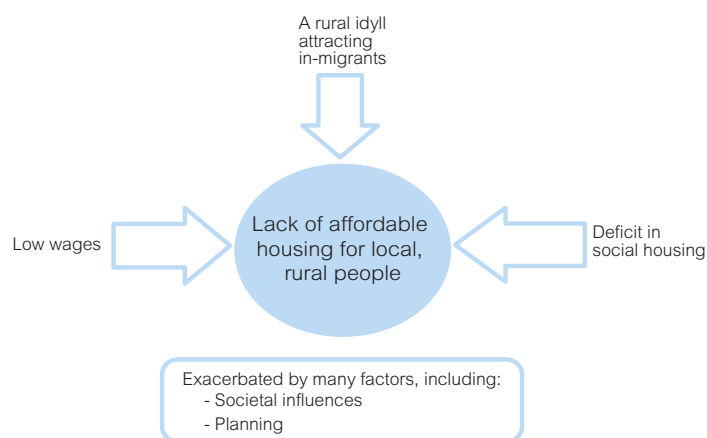 A rural idyll
attracting
in-migrants
Low wages
Lack of affordable
housing for local,
rural people
Deficit in
social housing
Exacerbated by many factors, including:
- Societal influences
- Planning